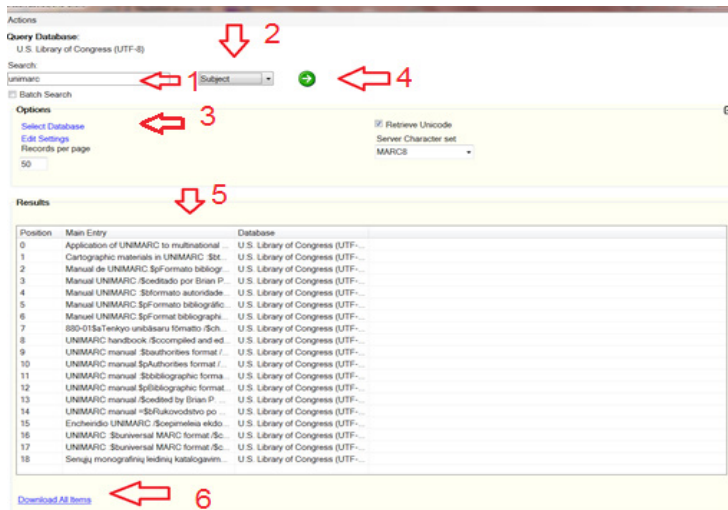 Actions
2
Query Database:
U.S. Library of Congress (UTF-8)
Search:
unimarc 1 Subject 4
Batch Search
Options
Select Database 3 Retrieve Unicode
Edit Settings Server Character set
Records per page MARC8
50
5
Results
Position Main Entry Database
0 Application of UNIMARC to multinational ... U.S. Library of Congress (UTF-...
1 Cartographic materials in UNIMARC :$bt... U.S. Library of Congress (UTF-...
2 Manual de UNIMARC.$pFormato bibliogr... U.S. Library of Congress (UTF-...
3 Manual UNIMARC /$ceditado por Brian P... U.S. Library of Congress (UTF-...
4 Manual UNIMARC :$bformato autoridade... U.S. Library of Congress (UTF-...
5 Manual UNIMARC.$pFormato bibliográfic... U.S. Library of Congress (UTF-...
6 Manuel UNIMARC.$pFormat bibliographi... U.S. Library of Congress (UTF-...
7 880-01$aTenkyo unibāsaru fōmatto /$ch... U.S. Library of Congress (UTF-...
8 UNIMARC handbook /$ccompiled and ed... U.S. Library of Congress (UTF-...
9 UNIMARC manual :$bauthorities format /... U.S. Library of Congress (UTF-...
10 UNIMARC manual.$pAuthorities format /... U.S. Library of Congress (UTF-...
11 UNIMARC manual :$bbibliographic forma... U.S. Library of Congress (UTF-...
12 UNIMARC manual.$pBibliographic format... U.S. Library of Congress (UTF-...
13 UNIMARC manual /$cedited by Brian P. ... U.S. Library of Congress (UTF-...
14 UNIMARC manual =$bRukovodstvo po ... U.S. Library of Congress (UTF-...
15 Encheiridio UNIMARC /$cepimeleia ekdo... U.S. Library of Congress (UTF-...
16 UNIMARC :$buniversal MARC format /$c... U.S. Library of Congress (UTF-...
17 UNIMARC :$buniversal MARC format /$c... U.S. Library of Congress (UTF-...
18 Senųjų monografinių leidinių katalogavim... U.S. Library of Congress (UTF-...
Download All Items 6